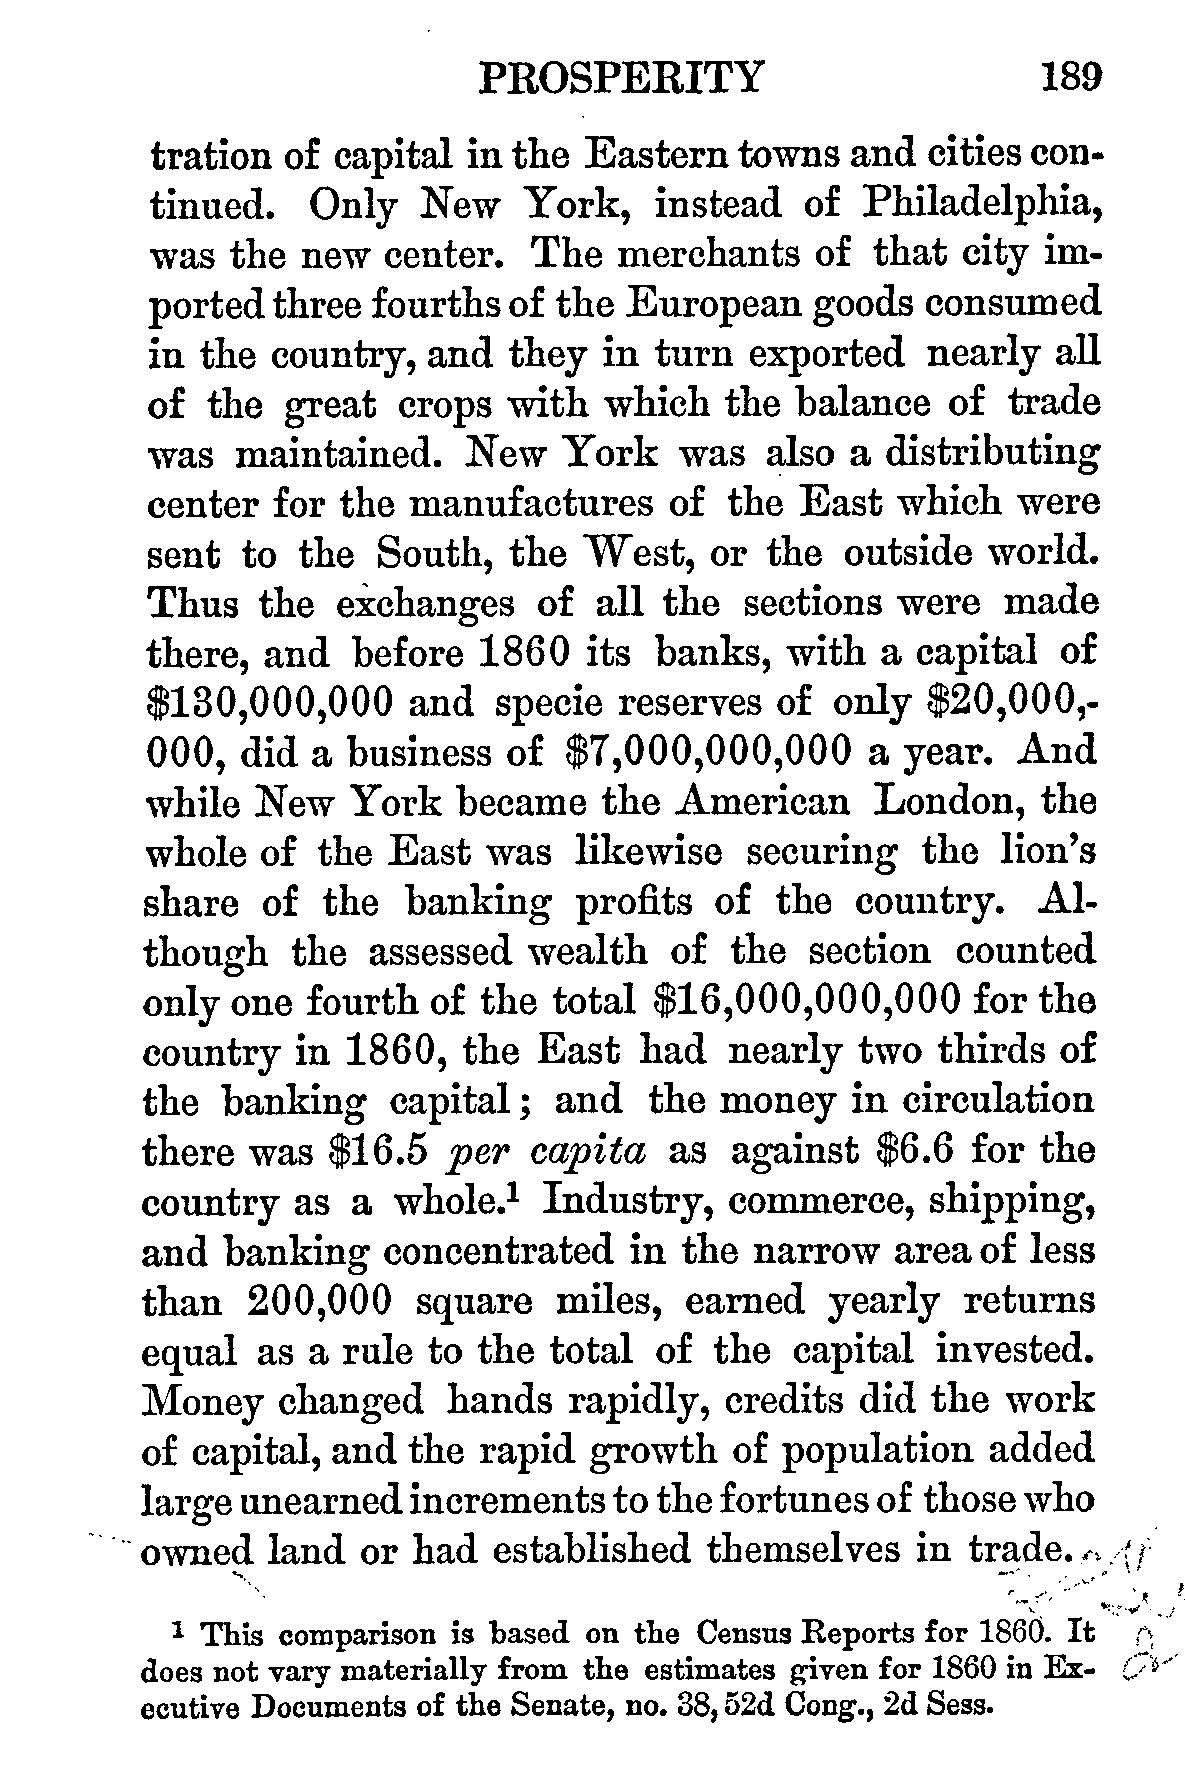 PROSPERITY 189
tration of capital in the Eastern towns and cities con-
tinued. Only New York, instead of Philadelphia,
was the new center. The merchants of that city im-
ported three fourths of the European goods consumed
in the country, and they in turn exported nearly all
of the great crops with which the balance of trade
was maintained. New York was also a distributing
center for the manufactures of the East which were
sent to the South, the West, or the outside world.
Thus the exchanges of all the sections were made
there, and before 1860 its banks, with a capital of
$130,000,000 and specie reserves of only $20,000,-
000, did a business of $7,000,000,000 a year. And
while New York became the American London, the
whole of the East was likewise securing the lion's
share of the banking profits of the country. Al-
though the assessed wealth of the section counted
only one fourth of the total $16,000,000,000 for the
country in 1860, the East had nearly two thirds of
the banking capital; and the money in circulation
there was $16.5 per capita as against $6.6 for the
country as a whole.¹ Industry, commerce, shipping,
and banking concentrated in the narrow area of less
than 200,000 square miles, earned yearly returns
equal as a rule to the total of the capital invested.
Money changed hands rapidly, credits did the work
of capital, and the rapid growth of population added
large unearned increments to the fortunes of those who
owned land or had established themselves in trade.
¹ This comparison is based on the Census Reports for 1860. It
does not vary materially from the estimates given for 1860 in Ex-
ecutive Documents of the Senate, no. 38, 52d Cong., 2d Sess.